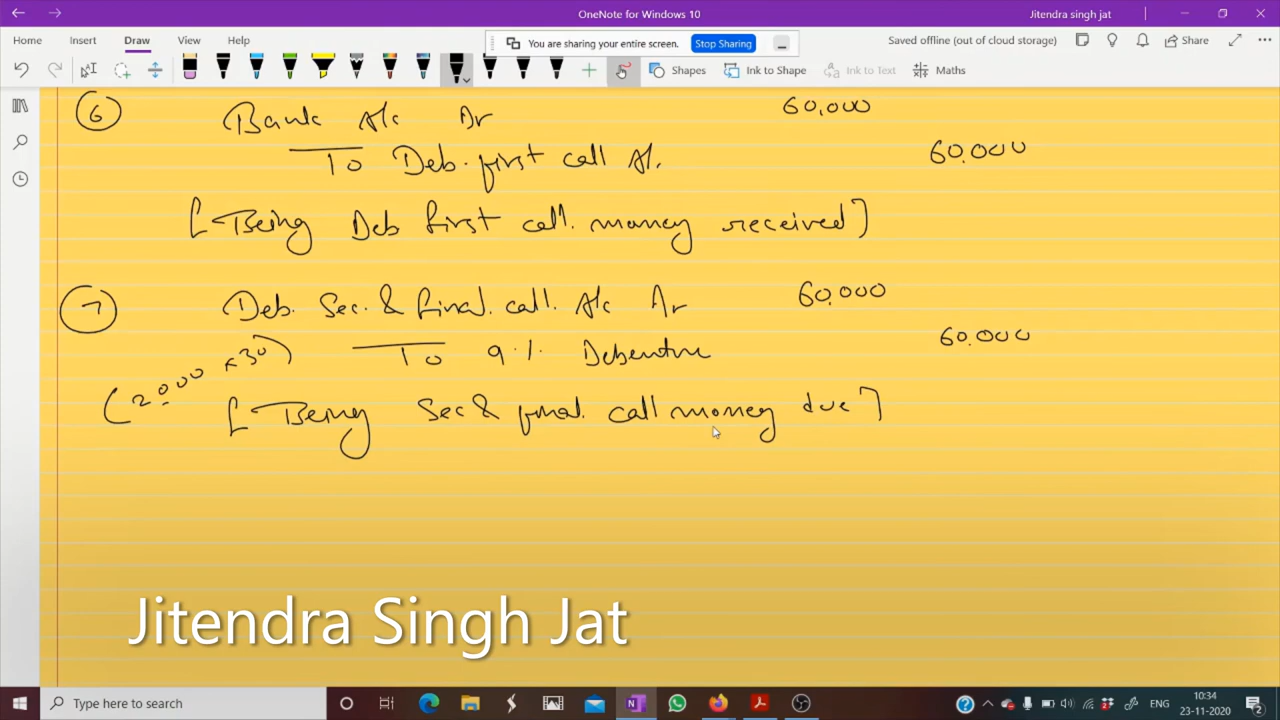 OneNote for Windows 10
Jitendra singh jat
Home Insert Draw View Help
You are sharing your entire screen. Stop Sharing
Saved offline (out of cloud storage)
Share
Shapes
Ink to Shape
Ink to Text
Maths
6 Bank A/c Dr 60,000
To Deb. first call A/c 60,000
[Being Deb first call money received]
7 Deb. Sec. & final. call. A/c Dr 60,000
(2000 x 30) To 9% Debenture 60,000
[Being Sec & final. call money due]
Jitendra Singh Jat
Type here to search
ENG
10:34
23-11-2020
2